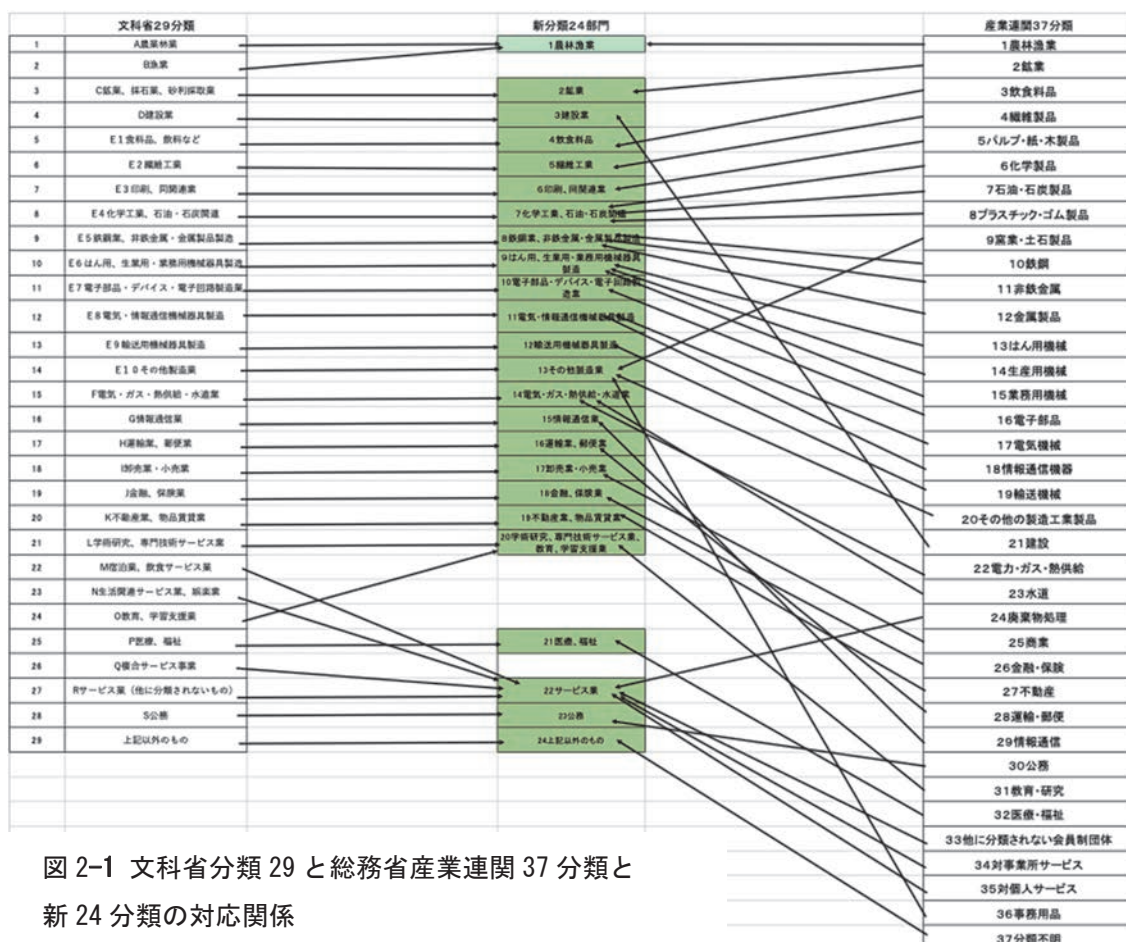 文科省29分類 新分類24部門 産業連関37分類
1 A農業林業 1農林漁業 1農林漁業
2 B漁業 2鉱業
3 C鉱業、採石業、砂利採取業 2鉱業 3飲食料品
4 D建設業 3建設業 4繊維製品
5 E1食料品、飲料など 4飲食料品 5パルプ・紙・木製品
6 E2繊維工業 5繊維工業 6化学製品
7 E3印刷、同関連業 6印刷、同関連業 7石油・石炭製品
8 E4化学工業、石油・石炭関連 7化学工業、石油・石炭関連 8プラスチック・ゴム製品
9 E5鉄鋼業、非鉄金属・金属製品製造 8鉄鋼業、非鉄金属・金属製品製造 9窯業・土石製品
10 E6はん用、生業用・業務用機械器具製造 9はん用、生業用・業務用機械器具製造 10鉄鋼
11 E7電子部品・デバイス・電子回路製造業 10電子部品・デバイス・電子回路製造業 11非鉄金属
12 E8電気・情報通信機械器具製造 11電気・情報通信機械器具製造 12金属製品
13 E9輸送用機械器具製造 12輸送用機械器具製造 13はん用機械
14 E10その他製造業 13その他製造業 14生産用機械
15 F電気・ガス・熱供給・水道業 14電気・ガス・熱供給・水道業 15業務用機械
16 G情報通信業 15情報通信業 16電子部品
17 H運輸業、郵便業 16運輸業、郵便業 17電気機械
18 I卸売業・小売業 17卸売業・小売業 18情報通信機器
19 J金融、保険業 18金融、保険業 19輸送機械
20 K不動産業、物品賃貸業 19不動産業、物品賃貸業 20その他の製造工業製品
21 L学術研究、専門技術サービス業 20学術研究、専門技術サービス業、教育、学習支援業 21建設
22 M宿泊業、飲食サービス業 22電力・ガス・熱供給
23 N生活関連サービス業、娯楽業 23水道
24 O教育、学習支援業 24廃棄物処理
25 P医療、福祉 21医療、福祉 25商業
26 Q複合サービス事業 26金融・保険
27 Rサービス業(他に分類されないもの) 22サービス業 27不動産
28 S公務 23公務 28運輸・郵便
29 上記以外のもの 24上記以外のもの 29情報通信
30公務
31教育・研究
32医療・福祉
33他に分類されない会員制団体
34対事業所サービス
35対個人サービス
36事務用品
37分類不明
図 2-1 文科省分類 29 と総務省産業連関 37 分類と
新 24 分類の対応関係